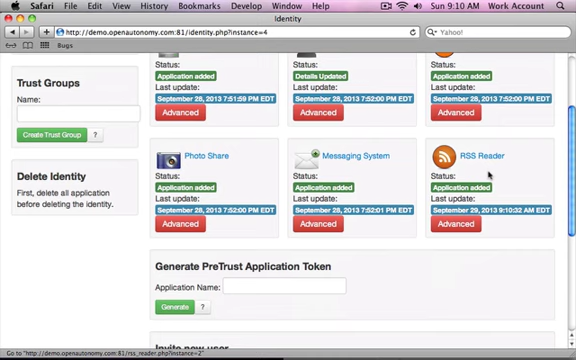 Safari File Edit View History Bookmarks Develop Window Help Sun 9:10 AM Work Account
Identity
http://demo.openautonomy.com:81/identity.php?instance=4
Yahoo!
Bugs
Status: Status: Status:
Application added Details Updated Application added
Last update: Last update: Last update:
September 28, 2013 7:51:59 PM EDT September 28, 2013 7:52:00 PM EDT September 28, 2013 7:52:00 PM EDT
Advanced Advanced Advanced
Trust Groups
Name:
Create Trust Group ?
Delete Identity
First, delete all application
before deleting the identity.
Photo Share Messaging System RSS Reader
Status: Status: Status:
Application added Application added Application added
Last update: Last update: Last update:
September 28, 2013 7:52:00 PM EDT September 28, 2013 7:52:01 PM EDT September 29, 2013 9:10:32 AM EDT
Advanced Advanced Advanced
Generate PreTrust Application Token
Application Name:
Generate ?
Invite new user
Go to "http://demo.openautonomy.com:81/rss_reader.php?instance=2"